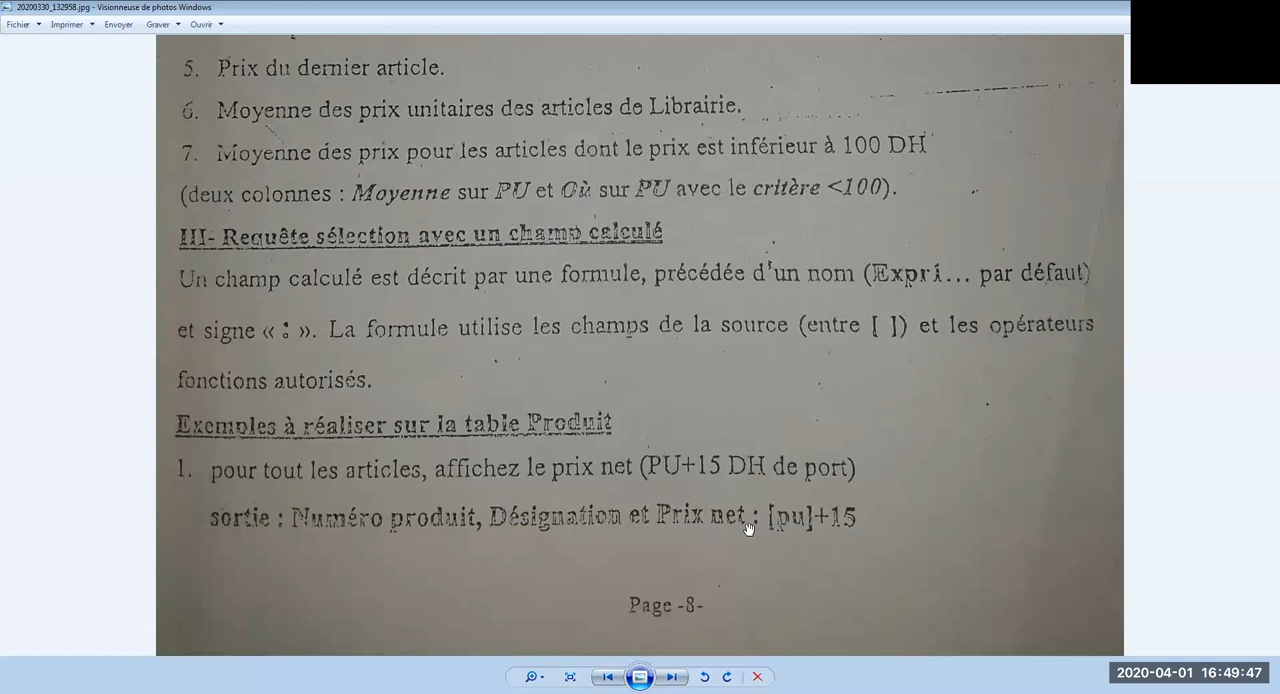 20200330_132958.jpg - Visionneuse de photos Windows
Fichier Imprimer Envoyer Graver Ouvrir
5. Prix du dernier article.
6. Moyenne des prix unitaires des articles de Librairie.
7. Moyenne des prix pour les articles dont le prix est inférieur à 100 DH
(deux colonnes : Moyenne sur PU et Où sur PU avec le critère <100).
III- Requête sélection avec un champ calculé
Un champ calculé est décrit par une formule, précédée d'un nom (Expr1... par défaut)
et signe « : ». La formule utilise les champs de la source (entre [ ]) et les opérateurs
fonctions autorisés.
Exemples à réaliser sur la table Produit
1. pour tout les articles, affichez le prix net (PU+15 DH de port)
sortie : Numéro produit, Désignation et Prix net : [pu]+15
Page -8-
2020-04-01 16:49:47